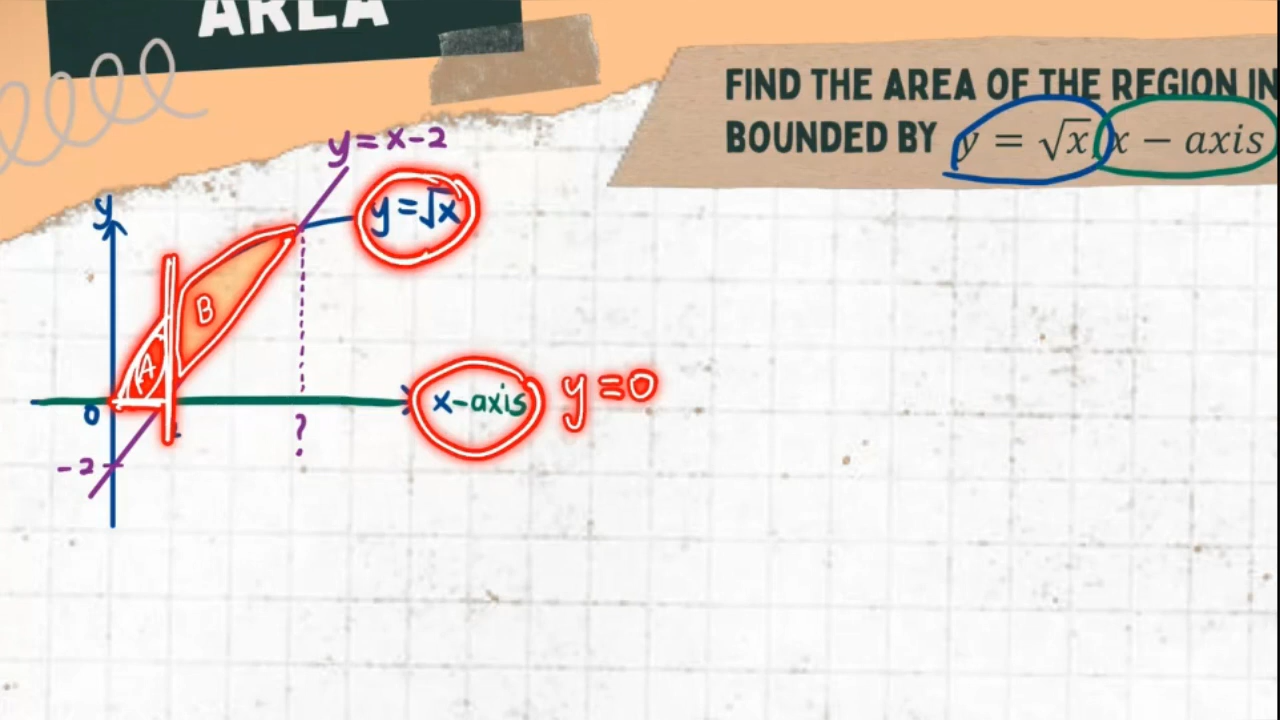 AREA
FIND THE AREA OF THE REGION IN
BOUNDED BY y = √x, x − axis
y = x-2
y
y = √x
B
A
x-axis
y = 0
0
?
-2